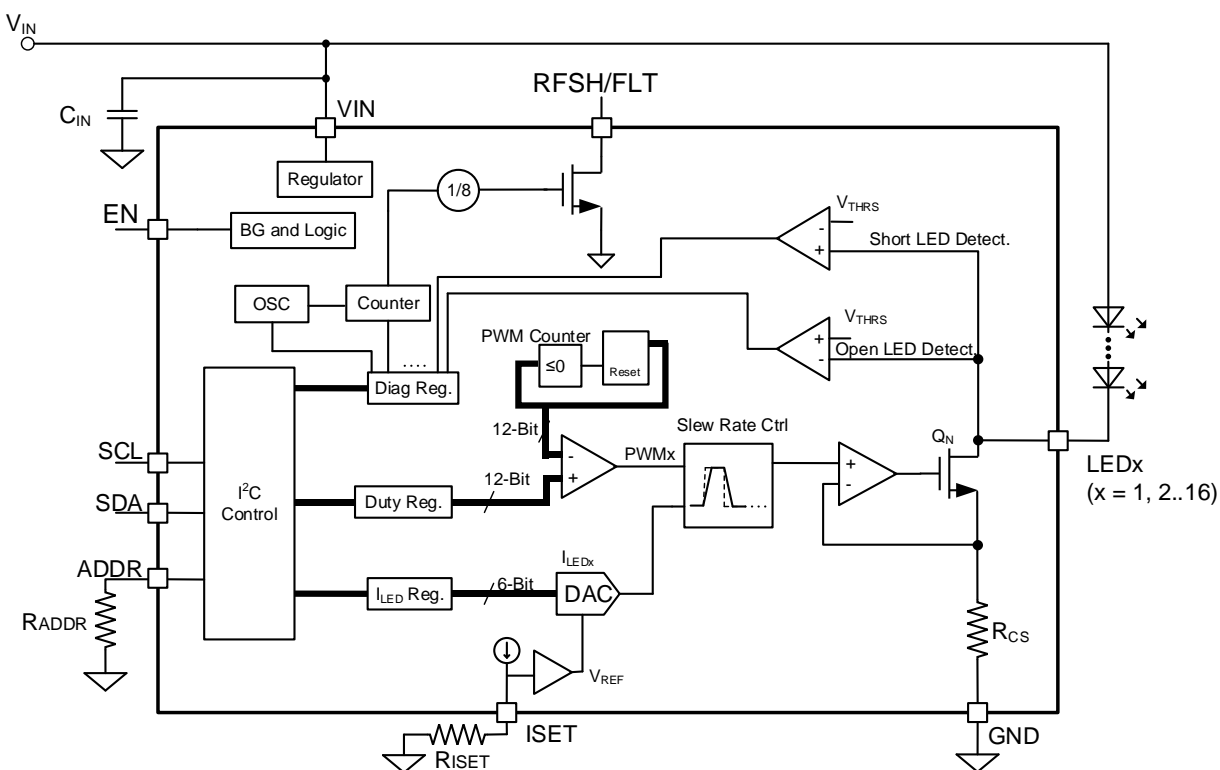 VIN
CIN
VIN
RFSH/FLT
Regulator
1/8
EN
BG and Logic
VTHRS
-
+
Short LED Detect.
OSC
Counter
VTHRS
+
-
Open LED Detect.
PWM Counter
≤0
Reset
....
Diag Reg.
12-Bit
Slew Rate Ctrl
SCL
-
+
PWMx
QN
+
-
LEDx
(x = 1, 2..16)
SDA
I²C
Control
Duty Reg.
12-Bit
ADDR
ILEDx
ILED Reg.
6-Bit
DAC
RADDR
RCS
VREF
ISET
RISET
GND